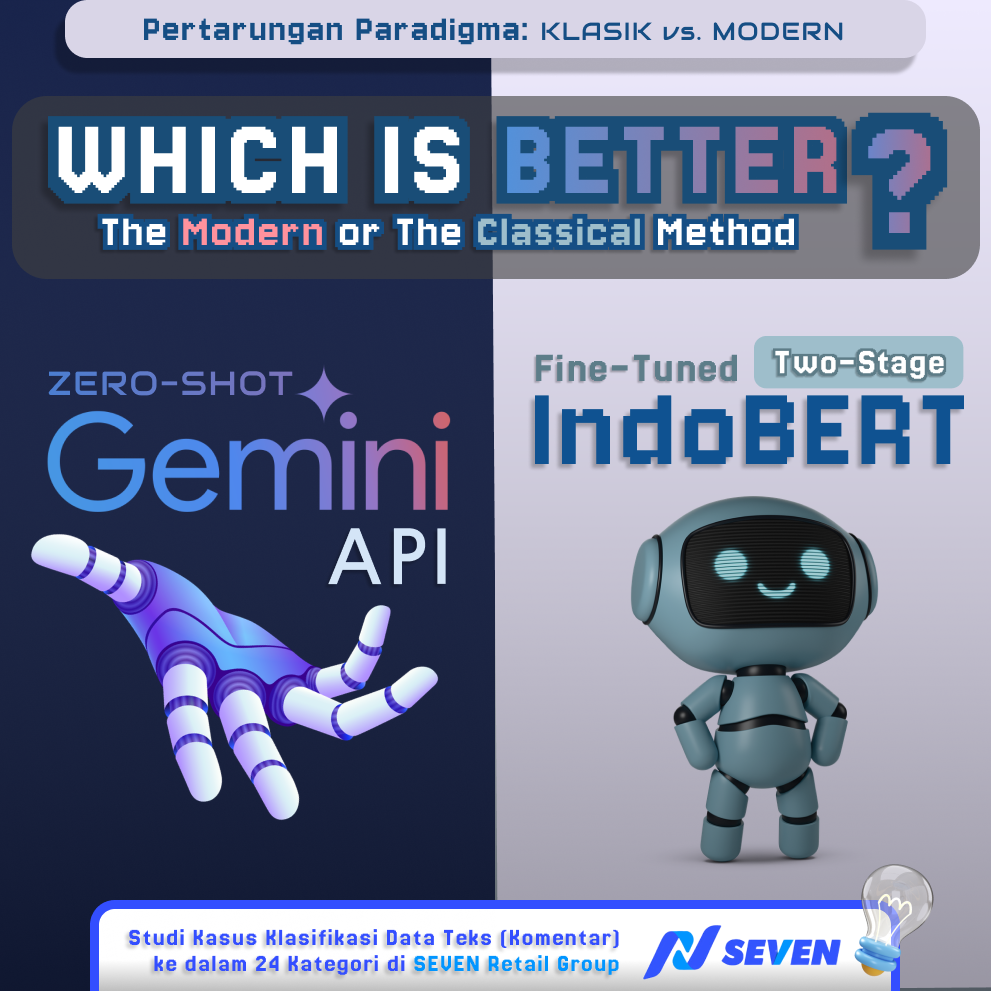 Pertarungan Paradigma: KLASIK vs. MODERN
WHICH IS BETTER?
The Modern or The Classical Method
ZERO-SHOT
Gemini
API
Fine-Tuned Two-Stage
IndoBERT
Studi Kasus Klasifikasi Data Teks (Komentar)
ke dalam 24 Kategori di SEVEN Retail Group
SEVEN